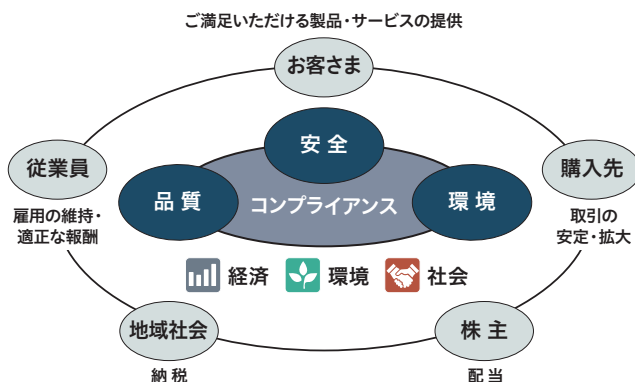 ご満足いただける製品・サービスの提供
お客さま
安全
従業員
購入先
品質
コンプライアンス
環境
雇用の維持・
適正な報酬
取引の
安定・拡大
経済
環境
社会
地域社会
株主
納税
配当